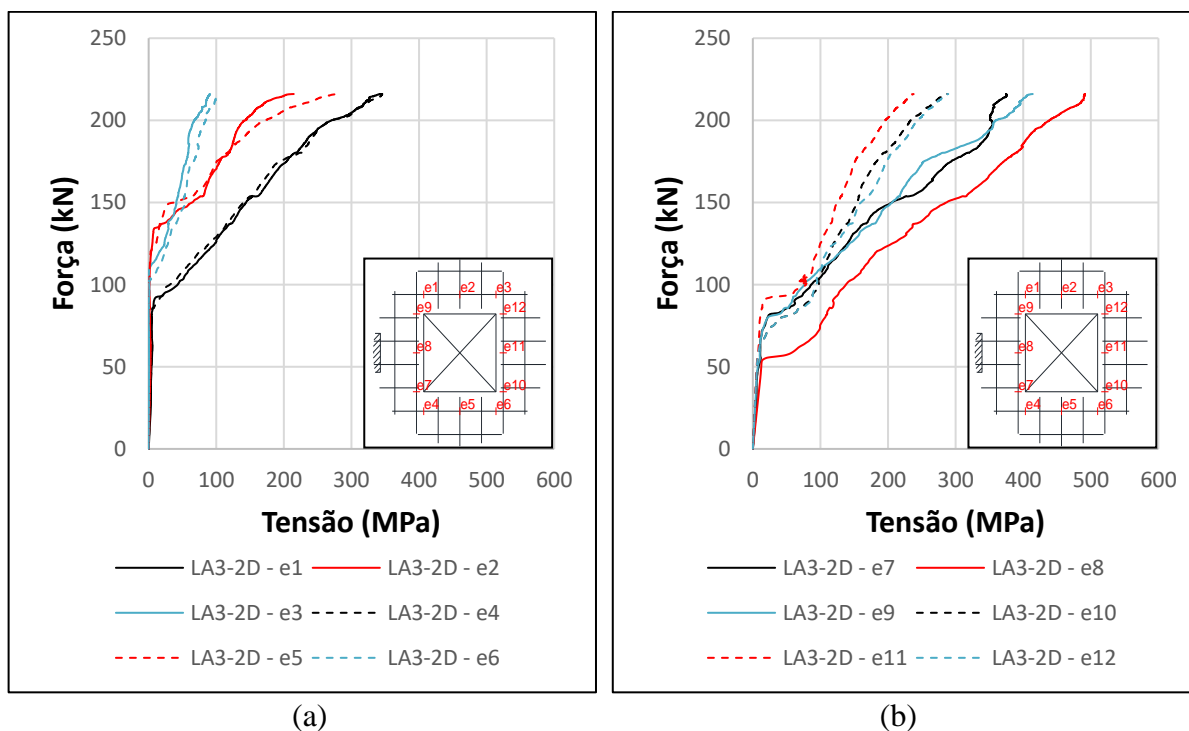 250
200
150
100
50
0
Força (kN)
0 100 200 300 400 500 600
Tensão (MPa)
e1 e2 e3
e9 e12
e8 e11
e7 e10
e4 e5 e6
LA3-2D - e1 LA3-2D - e2
LA3-2D - e3 LA3-2D - e4
LA3-2D - e5 LA3-2D - e6
(a)
250
200
150
100
50
0
Força (kN)
0 100 200 300 400 500 600
Tensão (MPa)
e1 e2 e3
e9 e12
e8 e11
e7 e10
e4 e5 e6
LA3-2D - e7 LA3-2D - e8
LA3-2D - e9 LA3-2D - e10
LA3-2D - e11 LA3-2D - e12
(b)